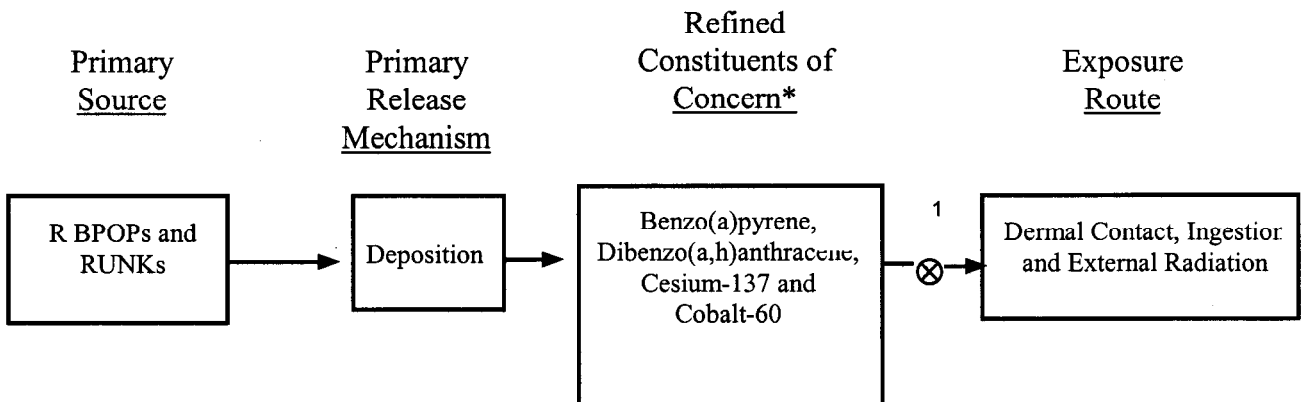 Primary
Source
Primary
Release
Mechanism
Refined
Constituents of
Concern*
Exposure
Route
R BPOPs and
RUNKs
Deposition
Benzo(a)pyrene,
Dibenzo(a,h)anthracene,
Cesium-137 and
Cobalt-60
1
Dermal Contact, Ingestion
and External Radiation